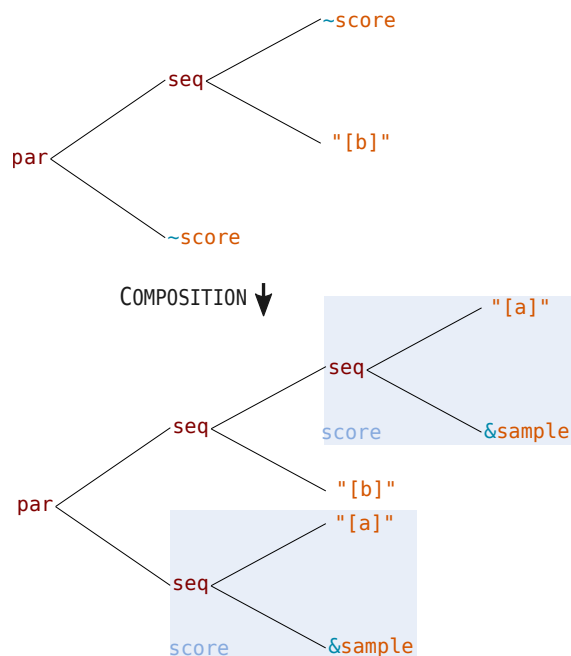 ~score
seq
"[b]"
par
~score
COMPOSITION
"[a]"
seq
score
&sample
seq
"[b]"
par
"[a]"
seq
score
&sample